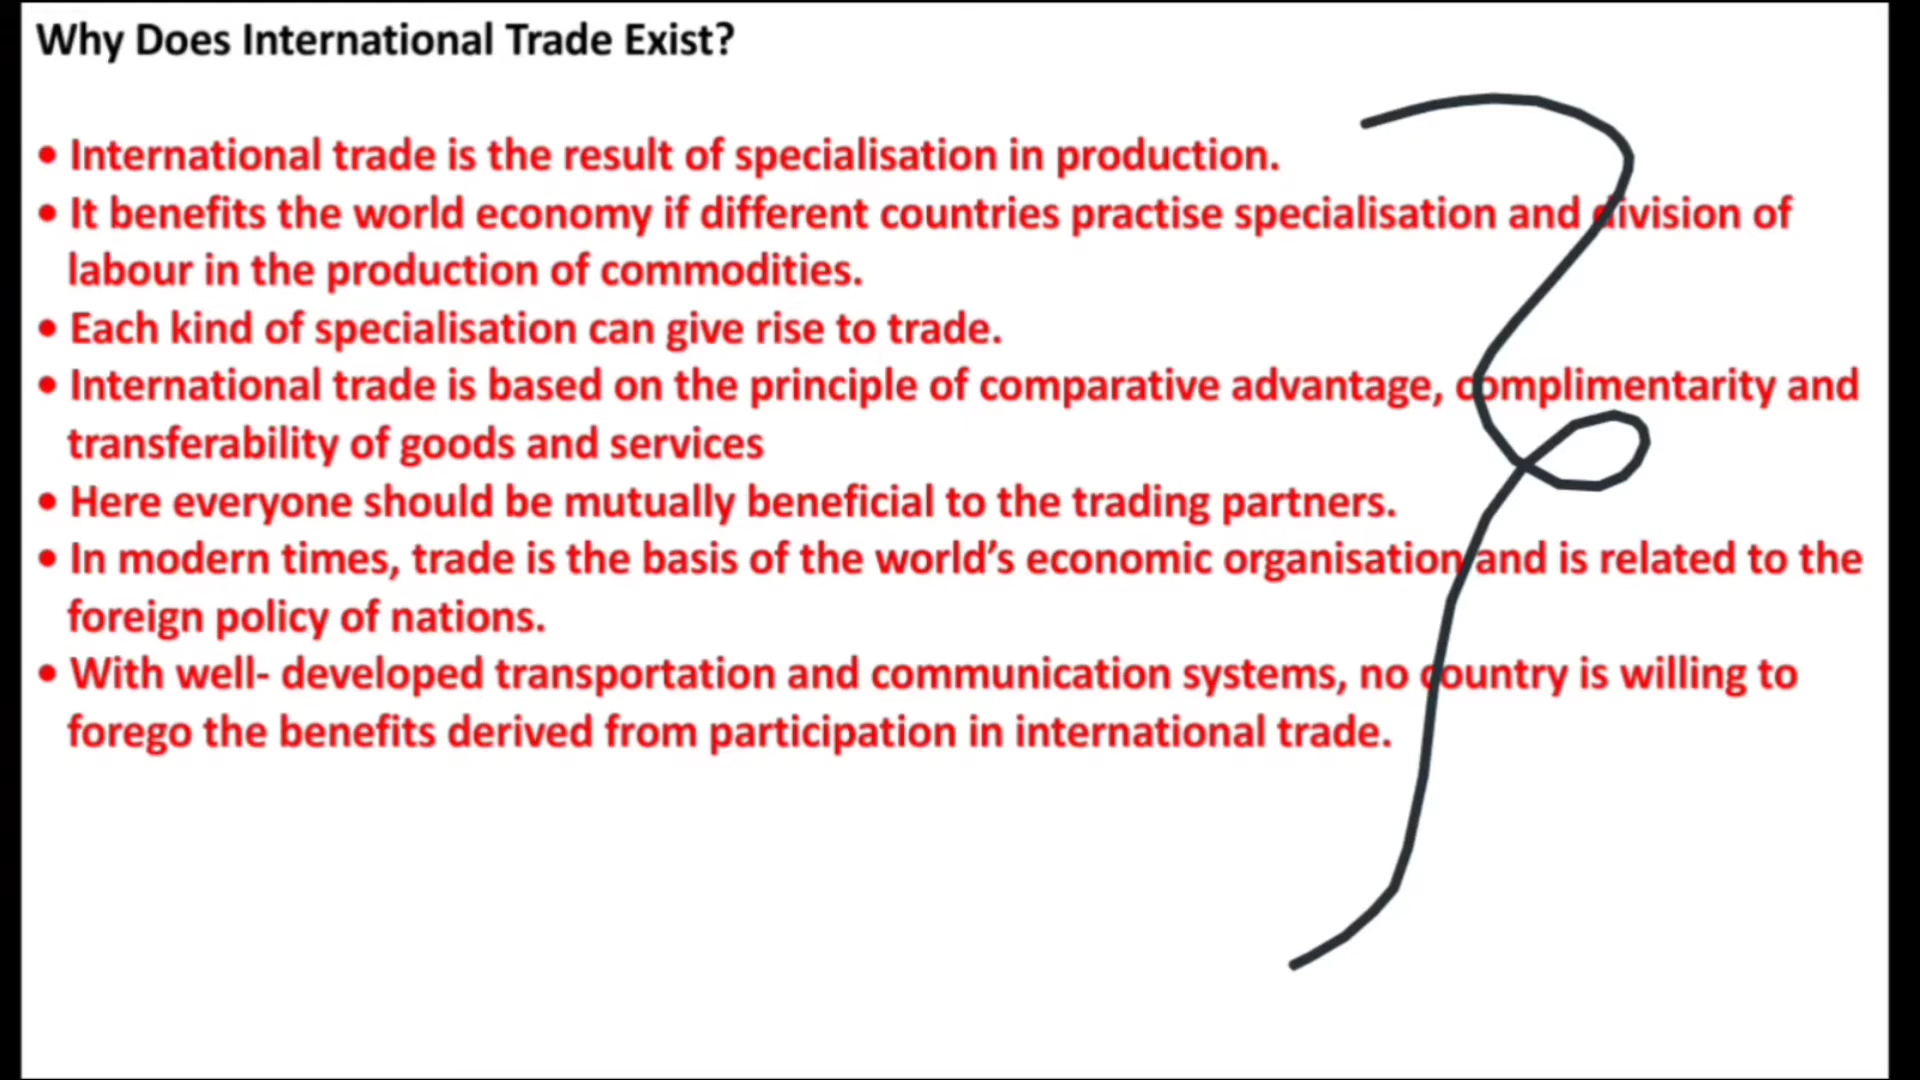 Why Does International Trade Exist?
• International trade is the result of specialisation in production.
• It benefits the world economy if different countries practise specialisation and division of
labour in the production of commodities.
• Each kind of specialisation can give rise to trade.
• International trade is based on the principle of comparative advantage, complimentarity and
transferability of goods and services
• Here everyone should be mutually beneficial to the trading partners.
• In modern times, trade is the basis of the world’s economic organisation and is related to the
foreign policy of nations.
• With well- developed transportation and communication systems, no country is willing to
forego the benefits derived from participation in international trade.